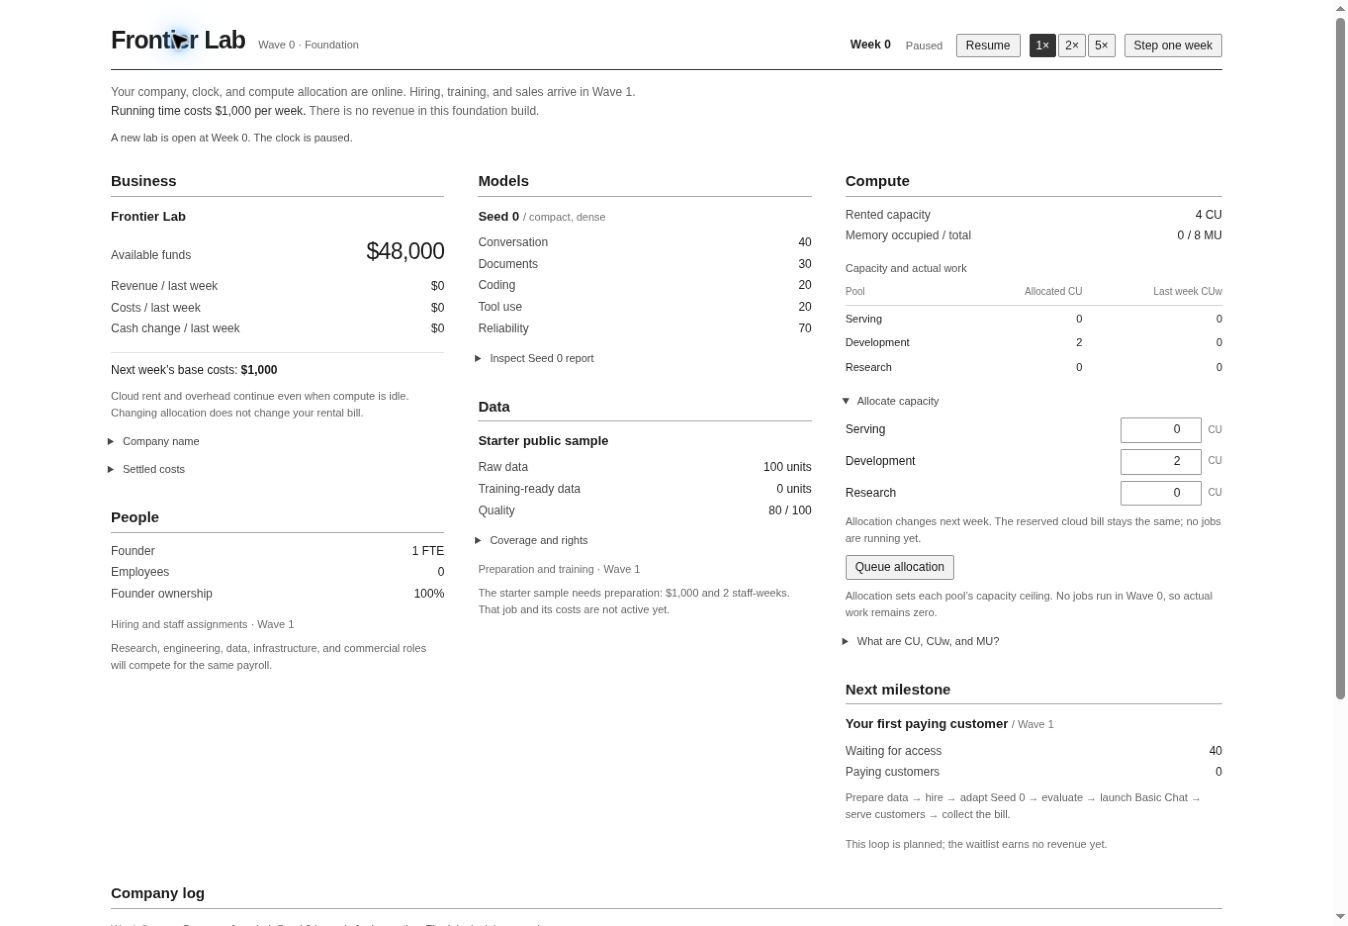 Frontier Lab
Wave 0 · Foundation
Week 0 Paused Resume 1× 2× 5× Step one week
Your company, clock, and compute allocation are online. Hiring, training, and sales arrive in Wave 1.
Running time costs $1,000 per week. There is no revenue in this foundation build.
A new lab is open at Week 0. The clock is paused.
Business
Frontier Lab
Available funds $48,000
Revenue / last week $0
Costs / last week $0
Cash change / last week $0
Next week's base costs: $1,000
Cloud rent and overhead continue even when compute is idle.
Changing allocation does not change your rental bill.
Company name
Settled costs
People
Founder 1 FTE
Employees 0
Founder ownership 100%
Hiring and staff assignments · Wave 1
Research, engineering, data, infrastructure, and commercial roles
will compete for the same payroll.
Models
Seed 0 / compact, dense
Conversation 40
Documents 30
Coding 20
Tool use 20
Reliability 70
Inspect Seed 0 report
Data
Starter public sample
Raw data 100 units
Training-ready data 0 units
Quality 80 / 100
Coverage and rights
Preparation and training · Wave 1
The starter sample needs preparation: $1,000 and 2 staff-weeks.
That job and its costs are not active yet.
Compute
Rented capacity 4 CU
Memory occupied / total 0 / 8 MU
Capacity and actual work
Pool Allocated CU Last week CUw
Serving 0 0
Development 2 0
Research 0 0
Allocate capacity
Serving 0 CU
Development 2 CU
Research 0 CU
Allocation changes next week. The reserved cloud bill stays the same; no jobs
are running yet.
Queue allocation
Allocation sets each pool's capacity ceiling. No jobs run in Wave 0, so actual
work remains zero.
What are CU, CUw, and MU?
Next milestone
Your first paying customer / Wave 1
Waiting for access 40
Paying customers 0
Prepare data → hire → adapt Seed 0 → evaluate → launch Basic Chat →
serve customers → collect the bill.
This loop is planned; the waitlist earns no revenue yet.
Company log